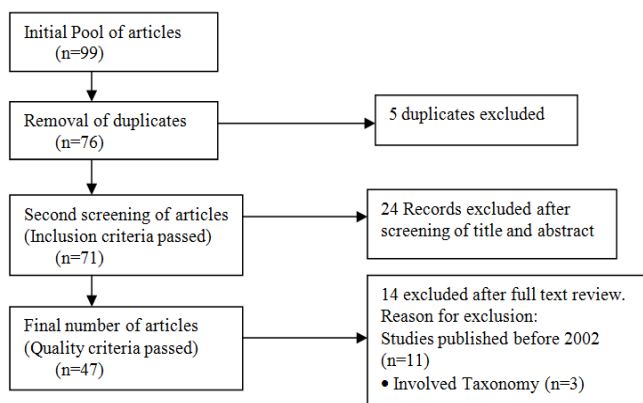 Initial Pool of articles
(n=99)
Removal of duplicates
(n=76)
5 duplicates excluded
Second screening of articles
(Inclusion criteria passed)
(n=71)
24 Records excluded after
screening of title and abstract
Final number of articles
(Quality criteria passed)
(n=47)
14 excluded after full text review.
Reason for exclusion:
Studies published before 2002
(n=11)
• Involved Taxonomy (n=3)